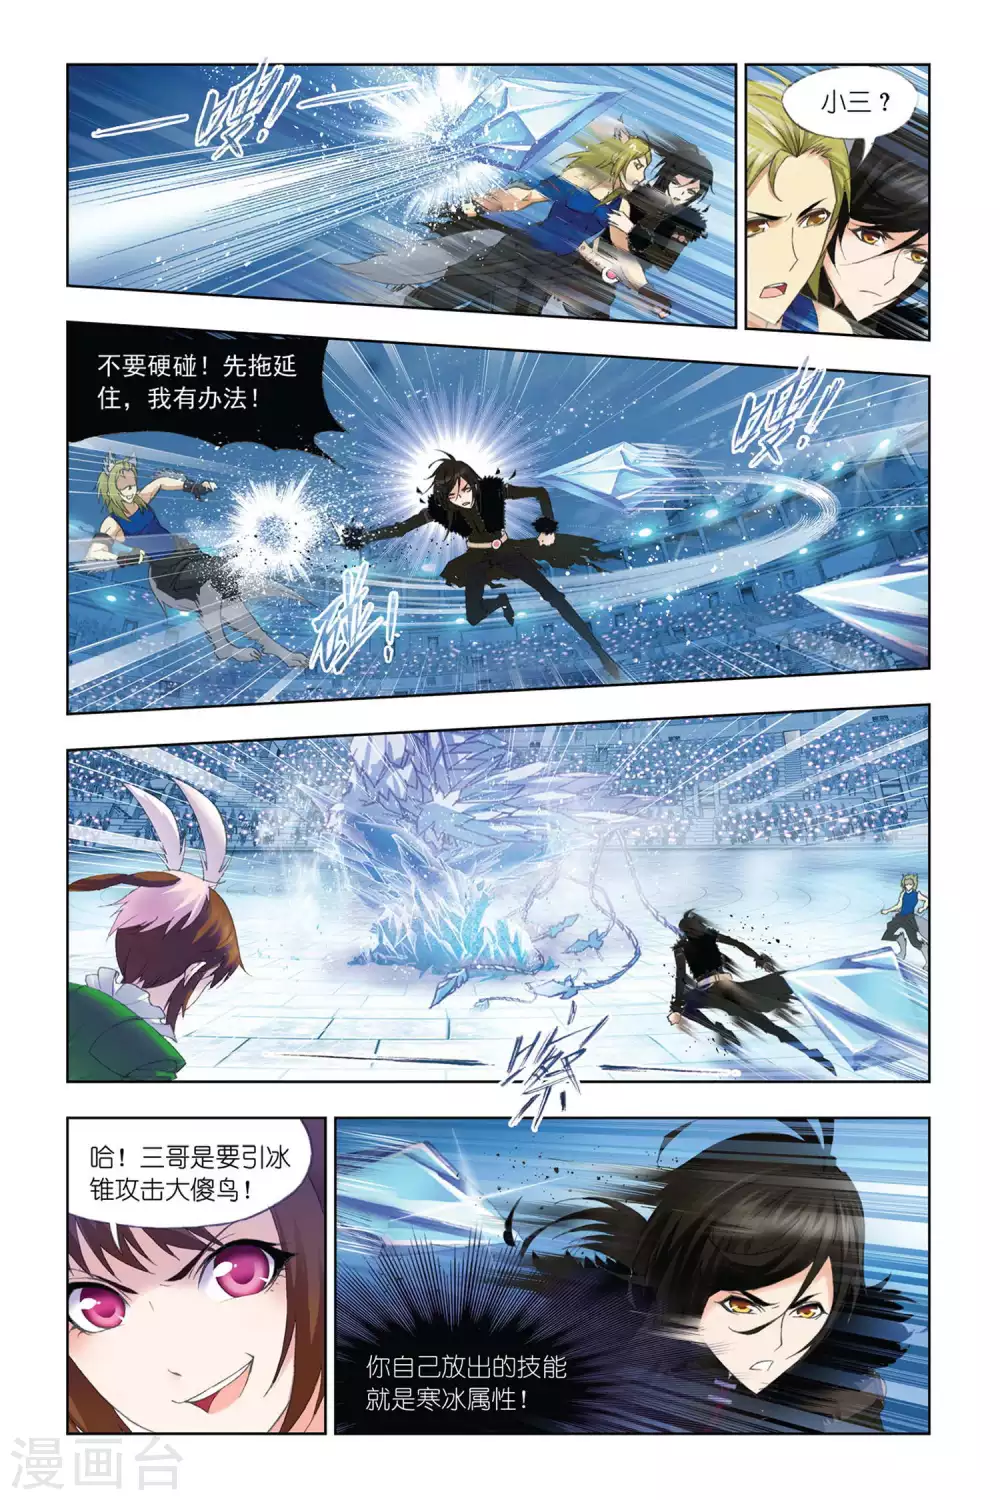 嗖!
小三？
不要硬碰！先拖延
住，我有办法！
嗖!
碰!
嚓
哈！三哥是要引冰
锥攻击大傻鸟！
你自己放出的技能
就是寒冰属性！
漫画台